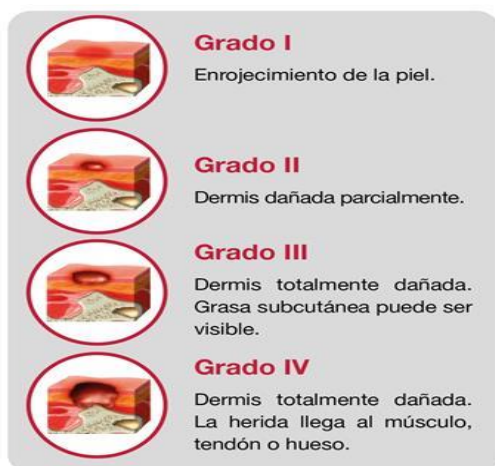 Grado I
Enrojecimiento de la piel.
Grado II
Dermis dañada parcialmente.
Grado III
Dermis totalmente dañada.
Grasa subcutánea puede ser
visible.
Grado IV
Dermis totalmente dañada.
La herida llega al músculo,
tendón o hueso.